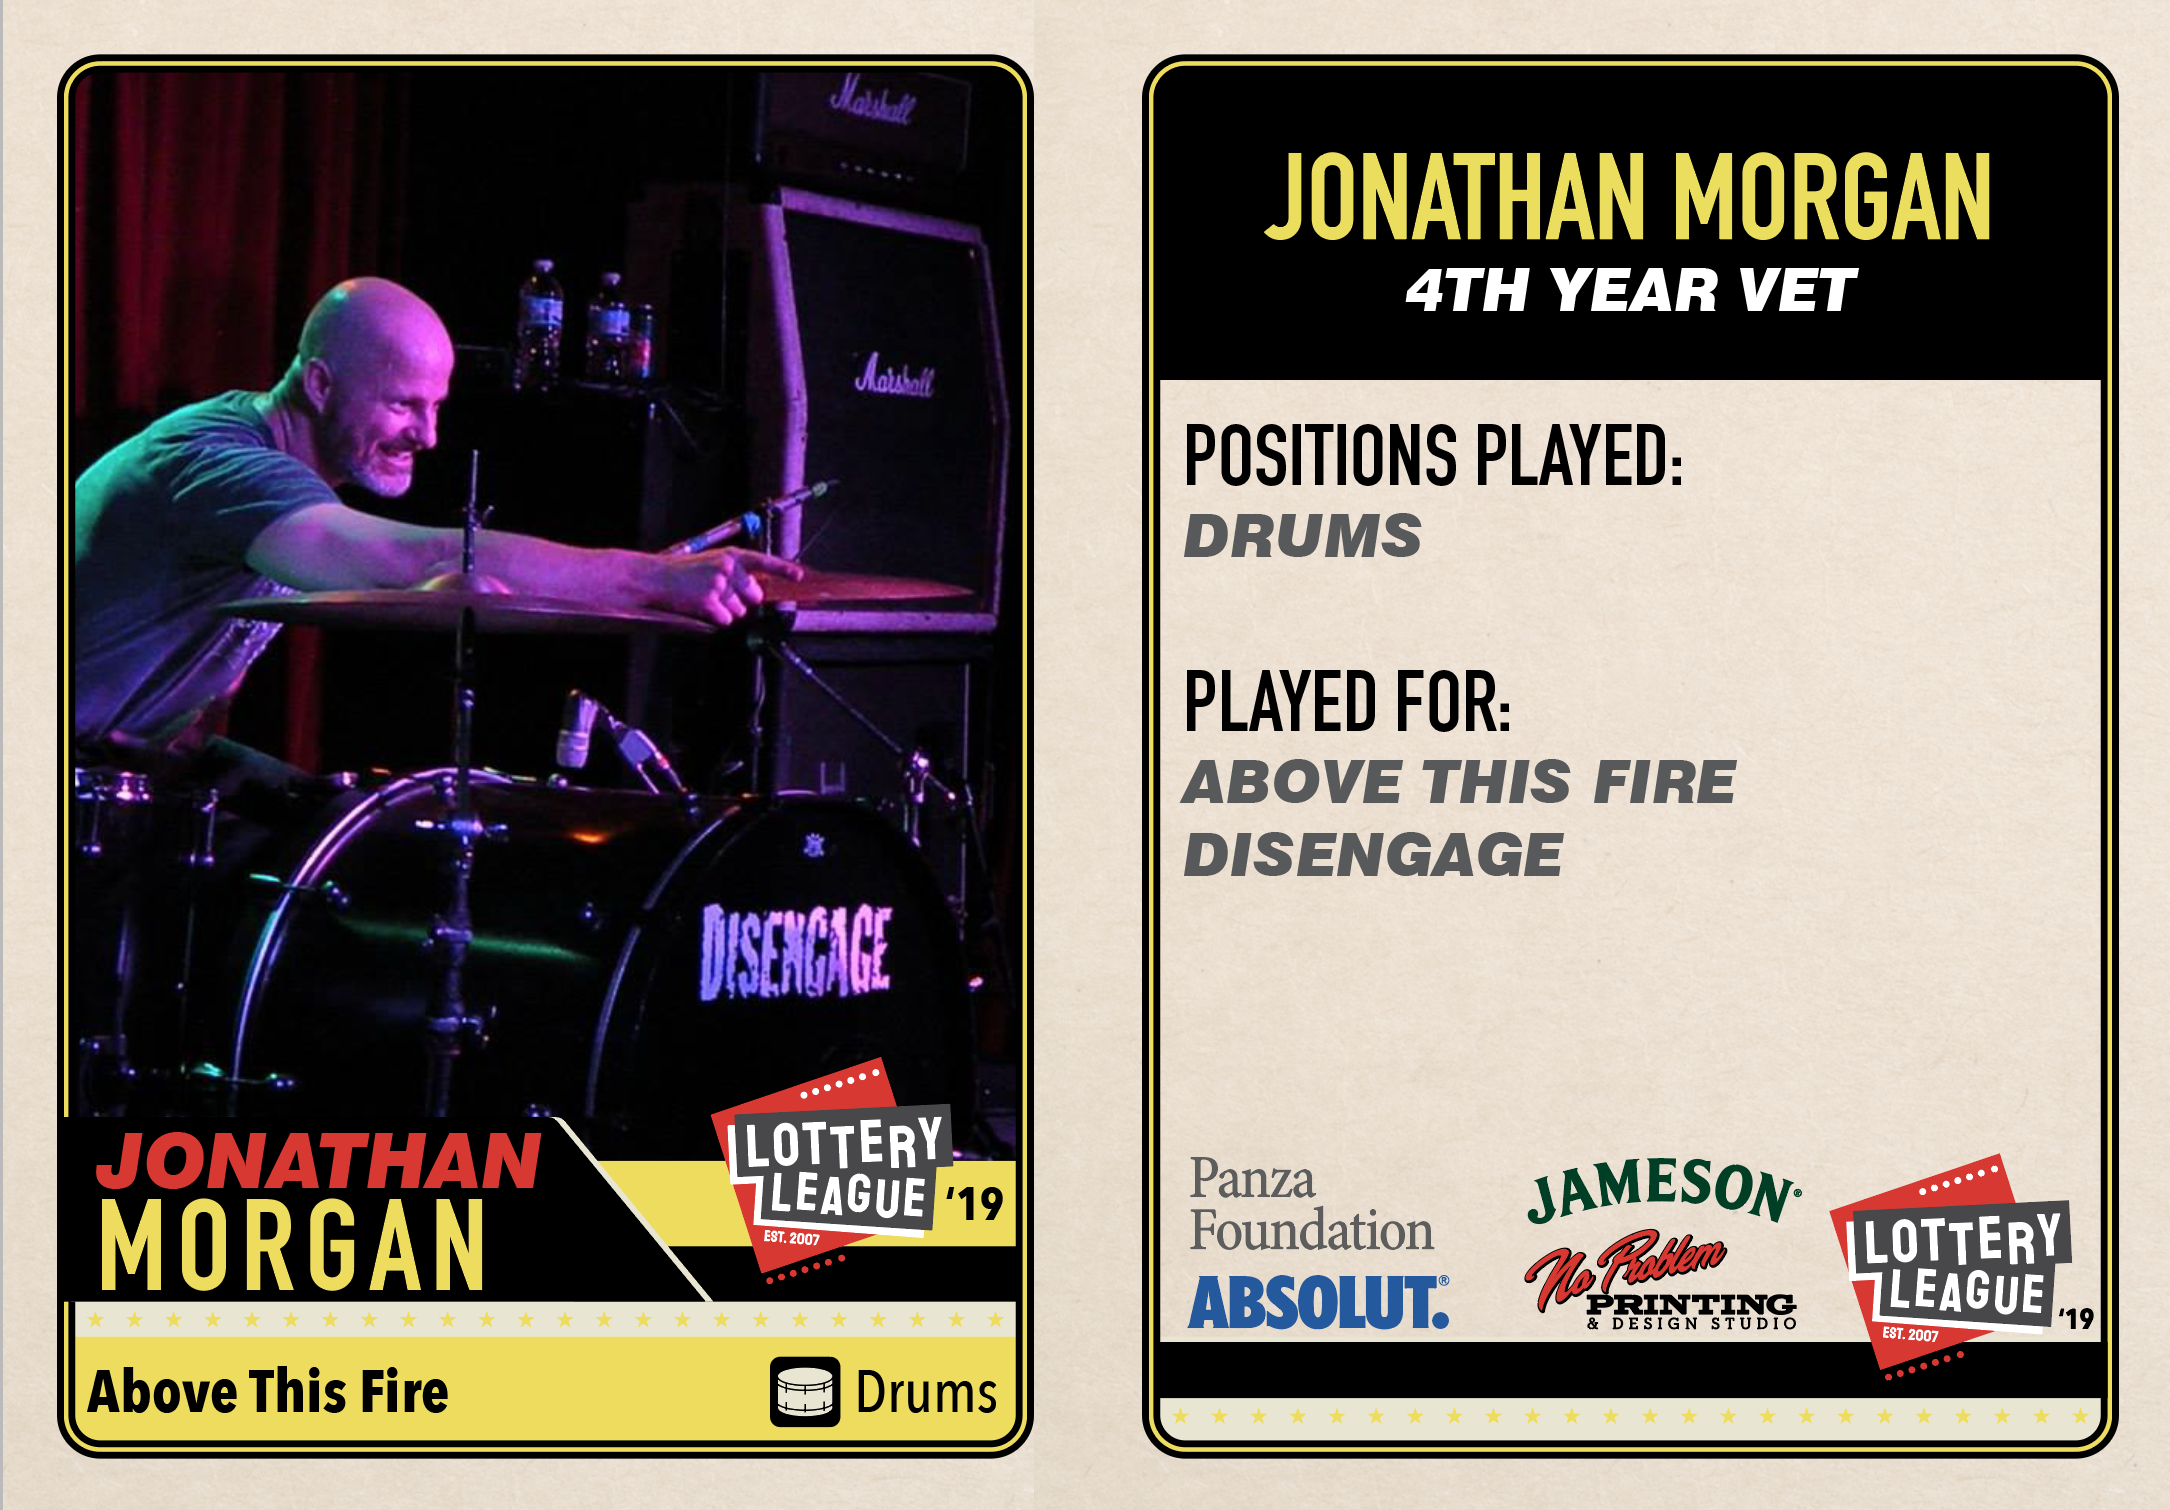 Marshall
Marshall
DISENGAGE
JONATHAN
MORGAN
LOTTERY
LEAGUE
EST. 2007
'19
Above This Fire
Drums
JONATHAN MORGAN
4TH YEAR VET
POSITIONS PLAYED:
DRUMS
PLAYED FOR:
ABOVE THIS FIRE
DISENGAGE
Panza
Foundation
ABSOLUT.®
JAMESON®
No Problem
PRINTING
& DESIGN STUDIO
LOTTERY
LEAGUE
EST. 2007
'19